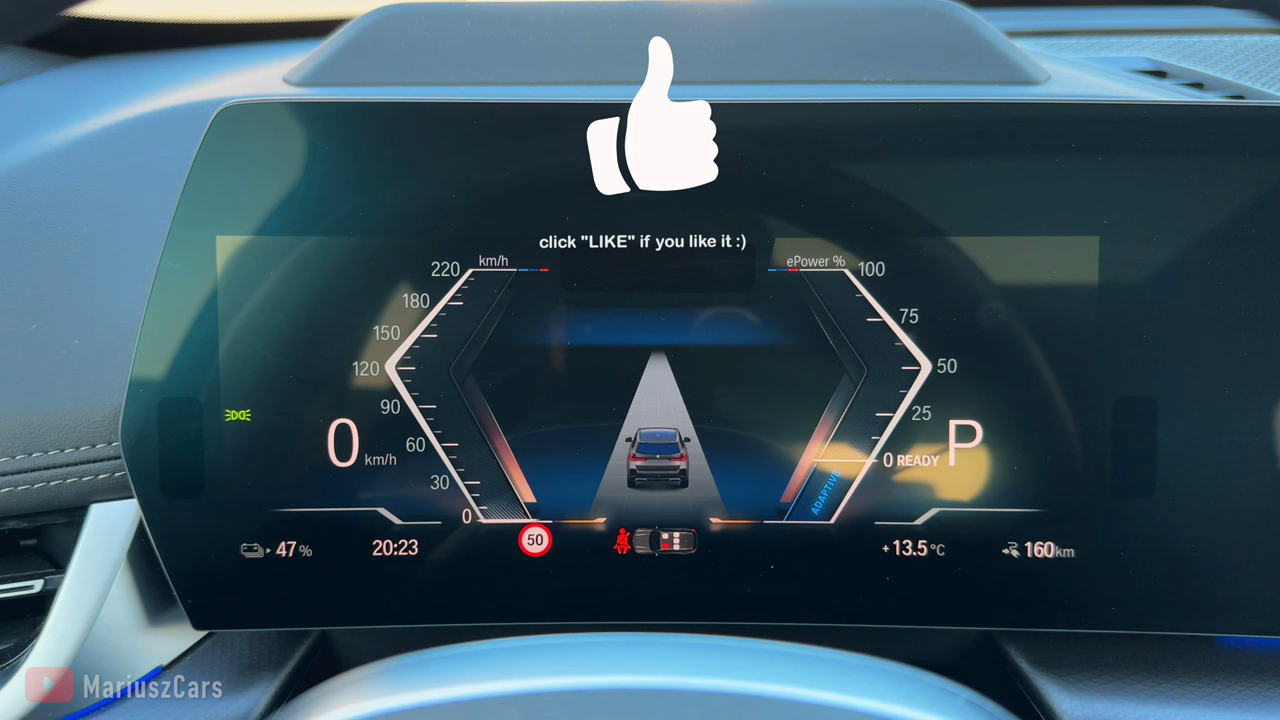 click "LIKE" if you like it :)
km/h
220
180
150
120
90
60
30
0
0 km/h
ePower %
100
75
50
25
0 READY
P
ADAPTIVE
47 %
20:23
50
+13.5 °C
160 km
MariuszCars